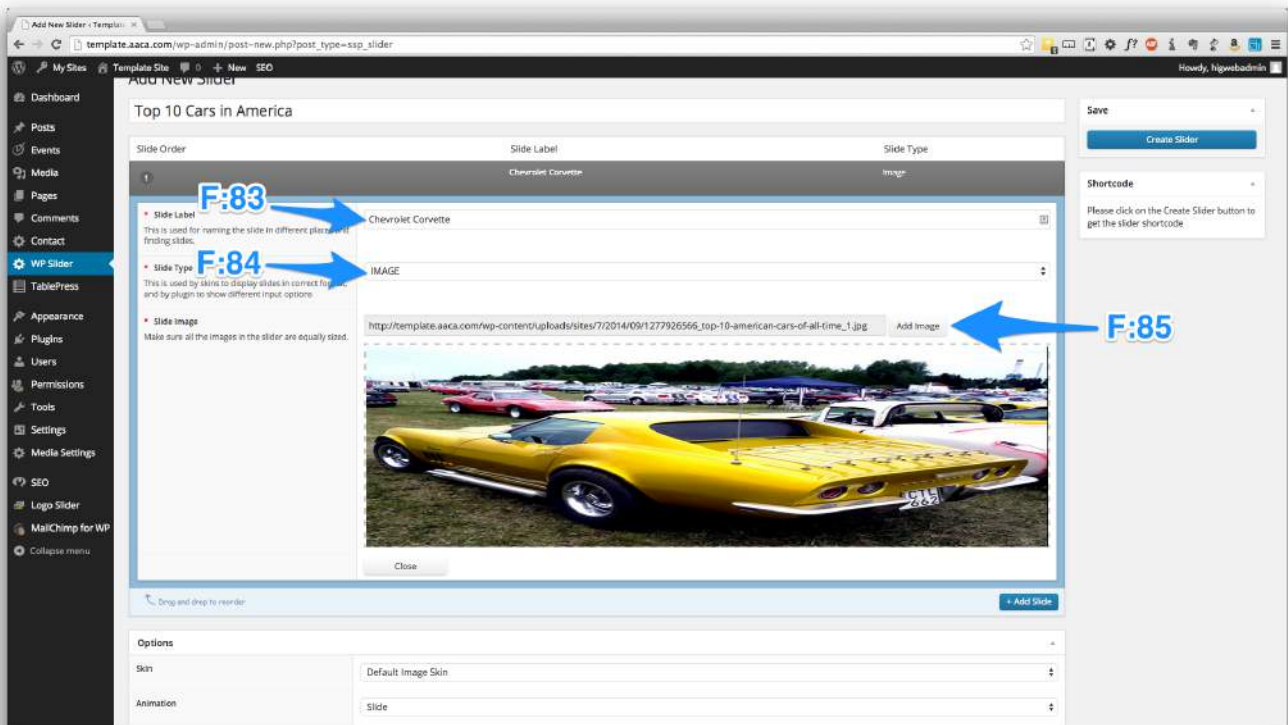 Add New Slider ‹ Templat
template.aaca.com/wp-admin/post-new.php?post_type=ssp_slider
My Sites Template Site 0 + New SEO Howdy, higwebadmin
Add New Slider
Dashboard
Posts
Events
Media
Pages
Comments
Contact
WP Slider
TablePress
Appearance
Plugins
Users
Permissions
Tools
Settings
Media Settings
SEO
Logo Slider
MailChimp for WP
Collapse menu
Top 10 Cars in America
Slide Order Slide Label Slide Type
1 Chevrolet Corvette Image
F:83
* Slide Label
This is used for naming the slide in different places
finding slides.
Chevrolet Corvette
F:84
* Slide Type
This is used by skins to display slides in correct
and by plugin to show different input options
IMAGE
* Slide Image
Make sure all the images in the slider are equally sized.
http://template.aaca.com/wp-content/uploads/sites/7/2014/09/1277926566_top-10-american-cars-of-all-time_1.jpg Add Image
F:85
CTL
662
Close
Drag and drop to reorder
+ Add Slide
Options
Skin Default Image Skin
Animation Slide
Save
Create Slider
Shortcode
Please click on the Create Slider button to
get the slider shortcode